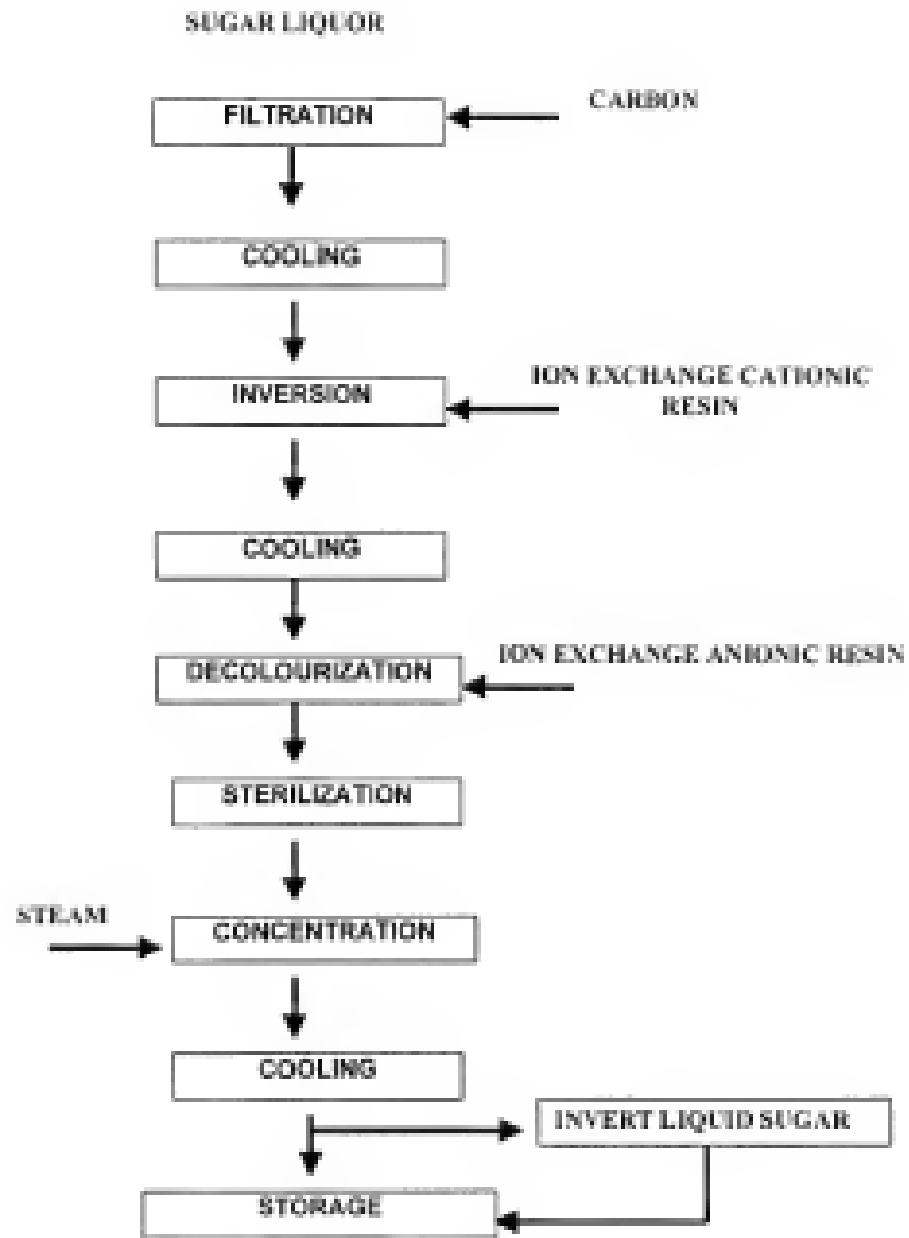 SUGAR LIQUOR
CARBON
FILTRATION
COOLING
ION EXCHANGE CATIONIC
RESIN
INVERSION
COOLING
ION EXCHANGE ANIONIC RESIN
DECOLOURIZATION
STERILIZATION
STEAM
CONCENTRATION
COOLING
INVERT LIQUID SUGAR
STORAGE